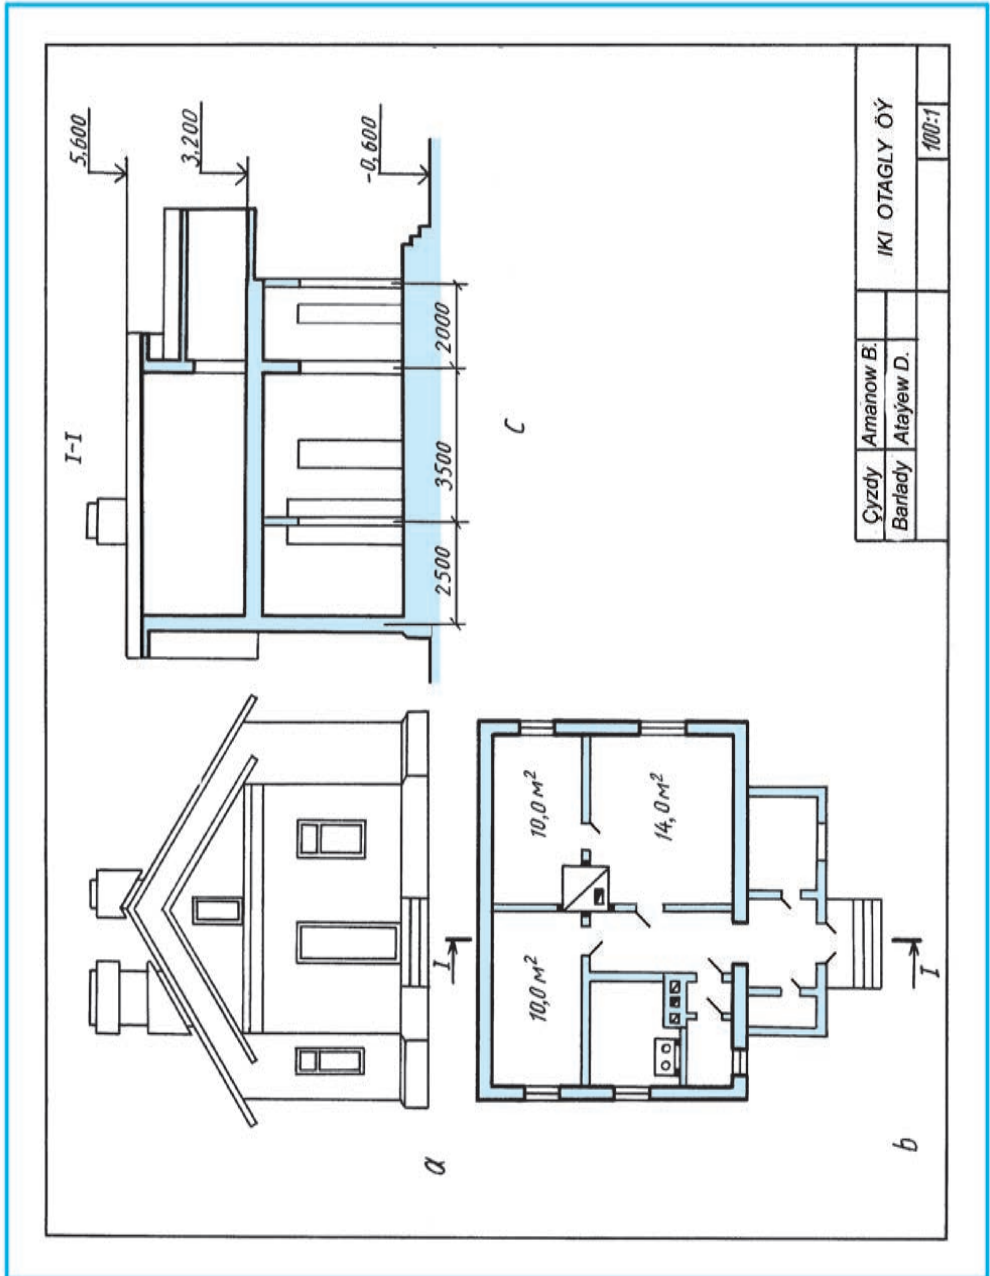 I-I
5,600
3,200
-0,600
2500
3500
2000
a
C
10,0 м²
10,0 м²
14,0 м²
I
I
b
Çyzdy Amanow B.
Barlady Ataýew D.
IKI OTAGLY ÖÝ
100:1